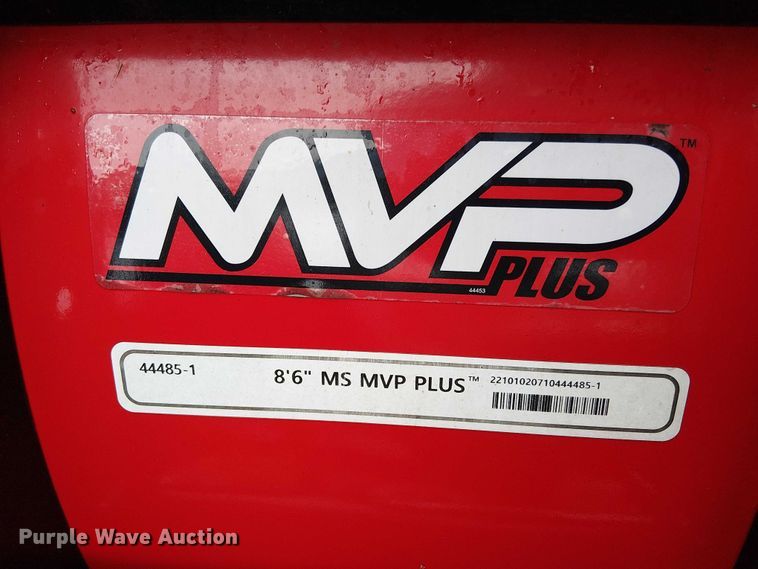 MVP™
PLUS
44453
44485-1 8'6" MS MVP PLUS™ 22101020710444485-1
Purple Wave Auction